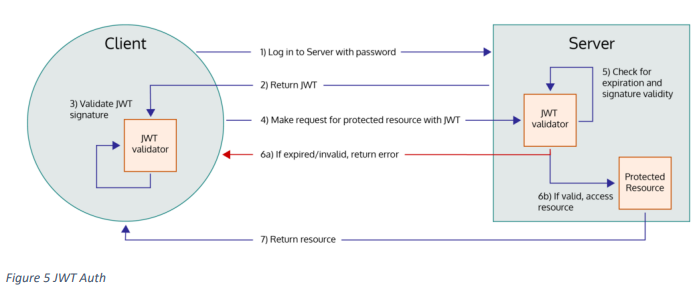 Client
Server
1) Log in to Server with password
2) Return JWT
3) Validate JWT
signature
JWT
validator
4) Make request for protected resource with JWT
5) Check for
expiration and
signature validity
JWT
validator
6a) If expired/invalid, return error
6b) If valid, access
resource
Protected
Resource
7) Return resource
Figure 5 JWT Auth